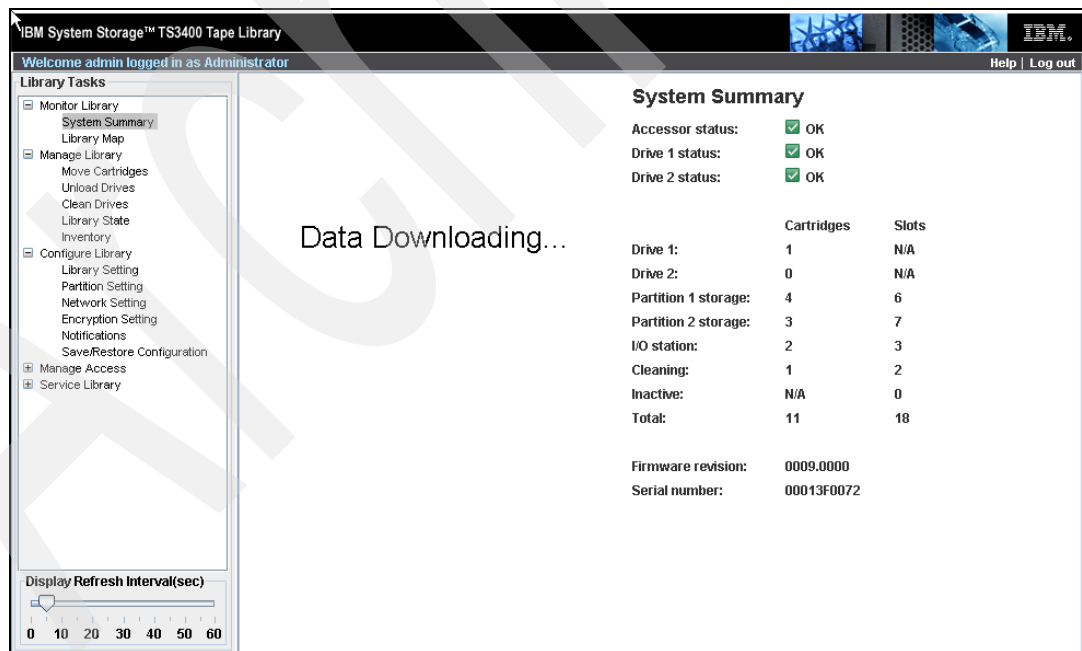 IBM System Storage™ TS3400 Tape Library
IBM.
Welcome admin logged in as Administrator
Help | Log out
Library Tasks
Monitor Library
System Summary
Library Map
Manage Library
Move Cartridges
Unload Drives
Clean Drives
Library State
Inventory
Configure Library
Library Setting
Partition Setting
Network Setting
Encryption Setting
Notifications
Save/Restore Configuration
Manage Access
Service Library
Display Refresh Interval(sec)
0 10 20 30 40 50 60
Data Downloading...
System Summary
Accessor status: OK
Drive 1 status: OK
Drive 2 status: OK
Cartridges Slots
Drive 1: 1 N/A
Drive 2: 0 N/A
Partition 1 storage: 4 6
Partition 2 storage: 3 7
I/O station: 2 3
Cleaning: 1 2
Inactive: N/A 0
Total: 11 18
Firmware revision: 0009.0000
Serial number: 00013F0072